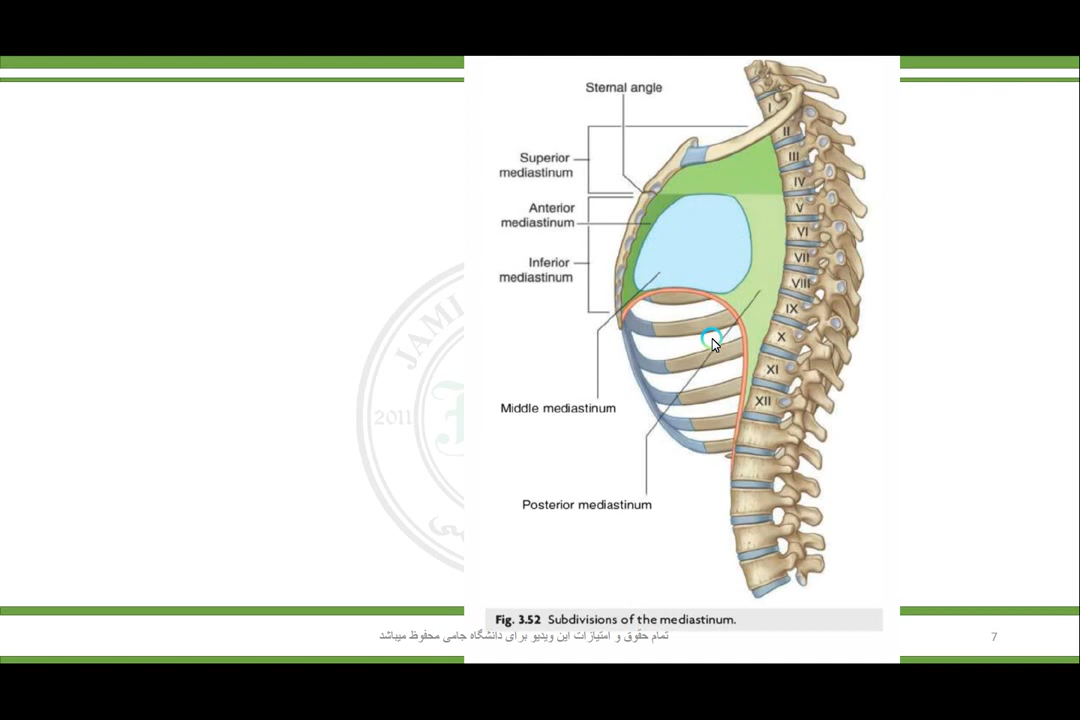 Sternal angle
Superior
mediastinum
Anterior
mediastinum
Inferior
mediastinum
Middle mediastinum
Posterior mediastinum
I
II
III
IV
V
VI
VII
VIII
IX
X
XI
XII
JAMI
2011
Fig. 3.52 Subdivisions of the mediastinum.
تمام حقوق و امتیازات این ویدیو برای دانشگاه جامی محفوظ میباشد
7